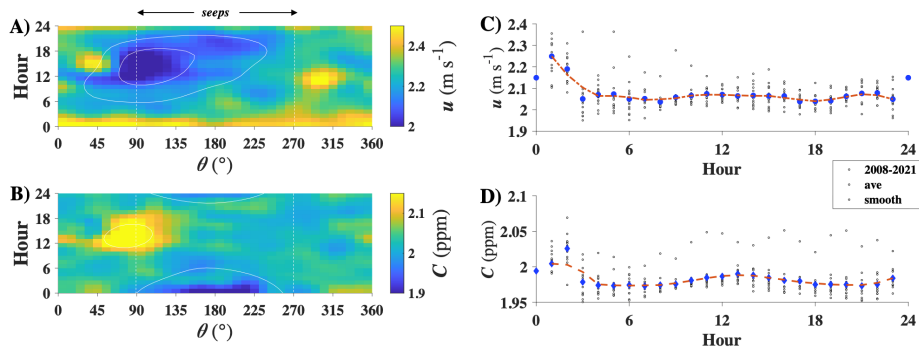 seeps
A)
24
18
12
6
0
Hour
0 45 90 135 180 225 270 315 360
θ (°)
2.4
2.2
2
u (m s⁻¹)
B)
24
18
12
6
0
Hour
0 45 90 135 180 225 270 315 360
θ (°)
2.1
2
1.9
C (ppm)
C)
2.4
2.3
2.2
2.1
2
1.9
u (m s⁻¹)
0 6 12 18 24
Hour
2008-2021
ave
smooth
D)
2.1
2.05
2
1.95
C (ppm)
0 6 12 18 24
Hour